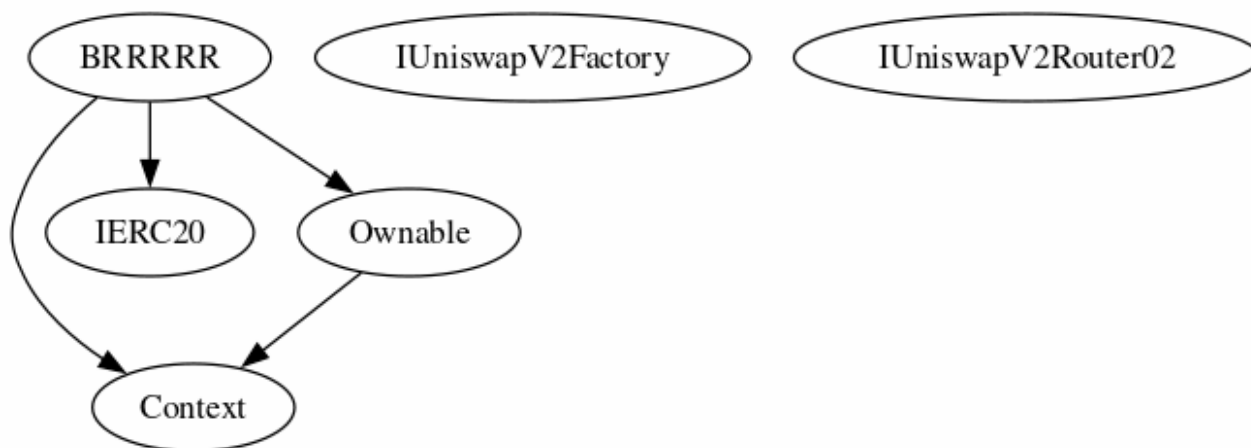 BRRRRR
IUniswapV2Factory
IUniswapV2Router02
IERC20
Ownable
Context